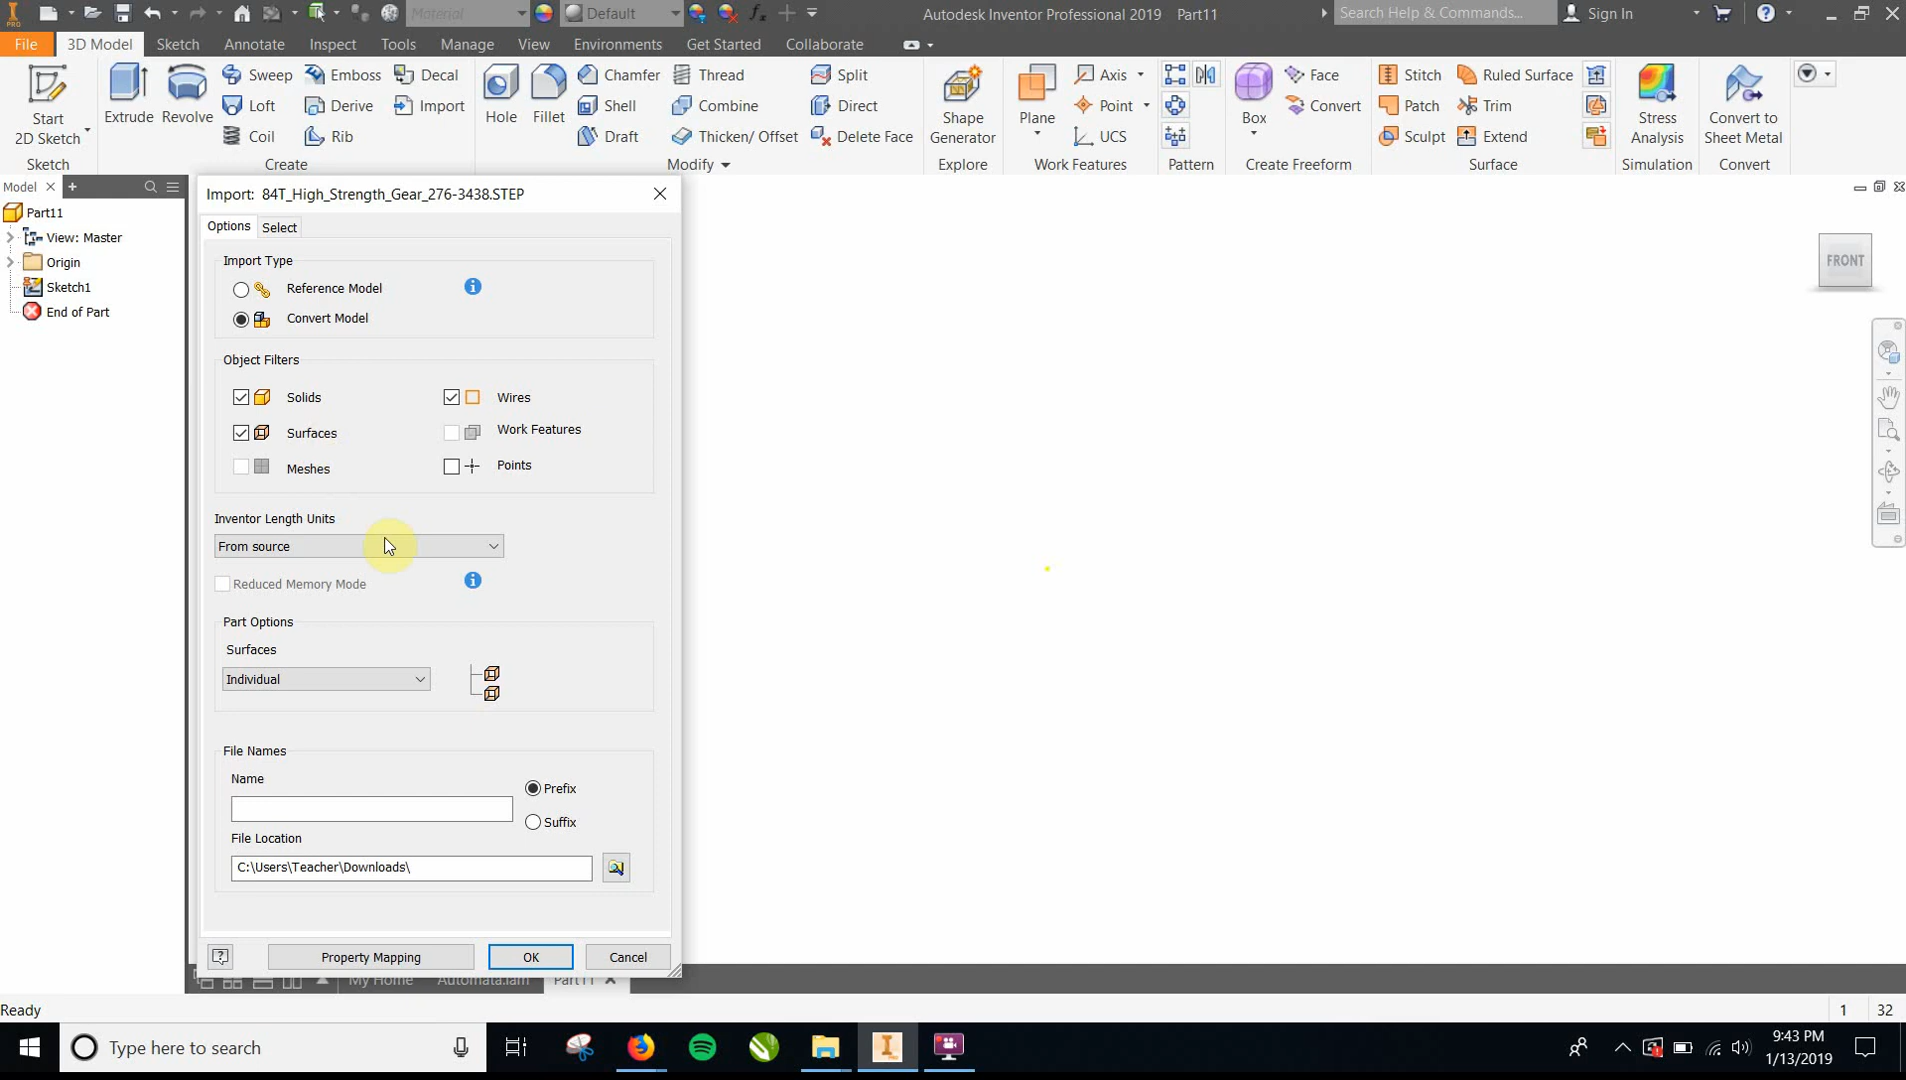 PRO
Material
Default
Autodesk Inventor Professional 2019 Part11
Search Help & Commands...
Sign In
File
3D Model
Sketch
Annotate
Inspect
Tools
Manage
View
Environments
Get Started
Collaborate
Start
2D Sketch
Extrude
Revolve
Sweep
Emboss
Decal
Loft
Derive
Import
Coil
Rib
Hole
Fillet
Chamfer
Thread
Split
Shell
Combine
Direct
Draft
Thicken/ Offset
Delete Face
Shape
Generator
Plane
Axis
Point
UCS
Box
Face
Convert
Stitch
Ruled Surface
Patch
Trim
Sculpt
Extend
Stress
Analysis
Convert to
Sheet Metal
Sketch
Create
Modify
Explore
Work Features
Pattern
Create Freeform
Surface
Simulation
Convert
Model
Part11
View: Master
Origin
Sketch1
End of Part
Import: 84T_High_Strength_Gear_276-3438.STEP
Options
Select
Import Type
Reference Model
Convert Model
Object Filters
Solids
Wires
Surfaces
Work Features
Meshes
Points
Inventor Length Units
From source
Reduced Memory Mode
Part Options
Surfaces
Individual
File Names
Name
Prefix
Suffix
File Location
C:\Users\Teacher\Downloads\
Property Mapping
OK
Cancel
FRONT
My Home
Automata.iam
Part11
Ready
1
32
Type here to search
PRO
9:43 PM
1/13/2019